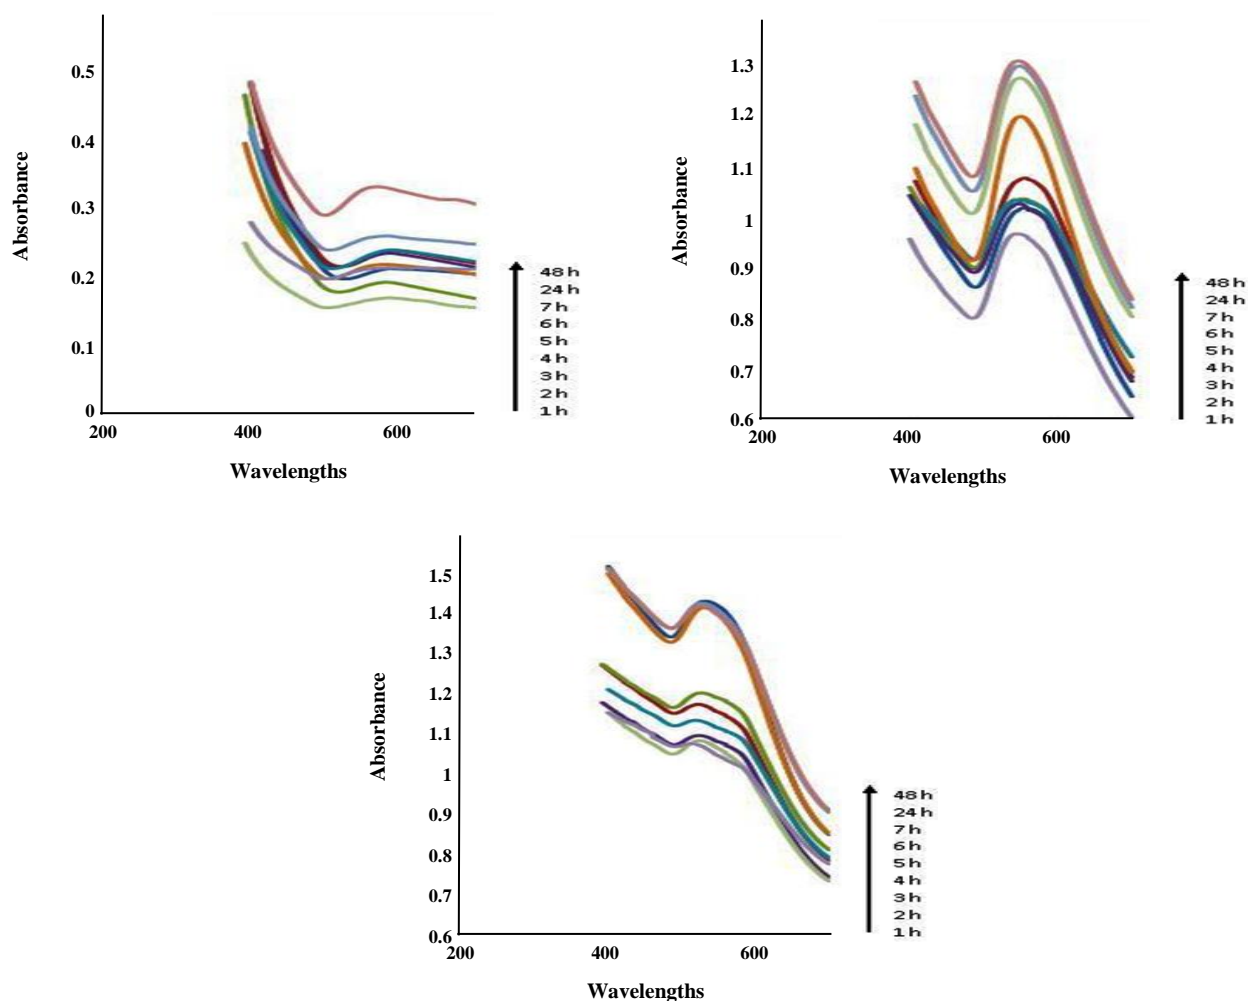 0.5
0.4
0.3
0.2
0.1
0
Absorbance
200
400
600
Wavelengths
48 h
24 h
7 h
6 h
5 h
4 h
3 h
2 h
1 h
1.3
1.2
1.1
1
0.9
0.8
0.7
0.6
Absorbance
200
400
600
Wavelengths
48 h
24 h
7 h
6 h
5 h
4 h
3 h
2 h
1 h
1.5
1.4
1.3
1.2
1.1
1
0.9
0.8
0.7
0.6
Absorbance
200
400
600
Wavelengths
48 h
24 h
7 h
6 h
5 h
4 h
3 h
2 h
1 h